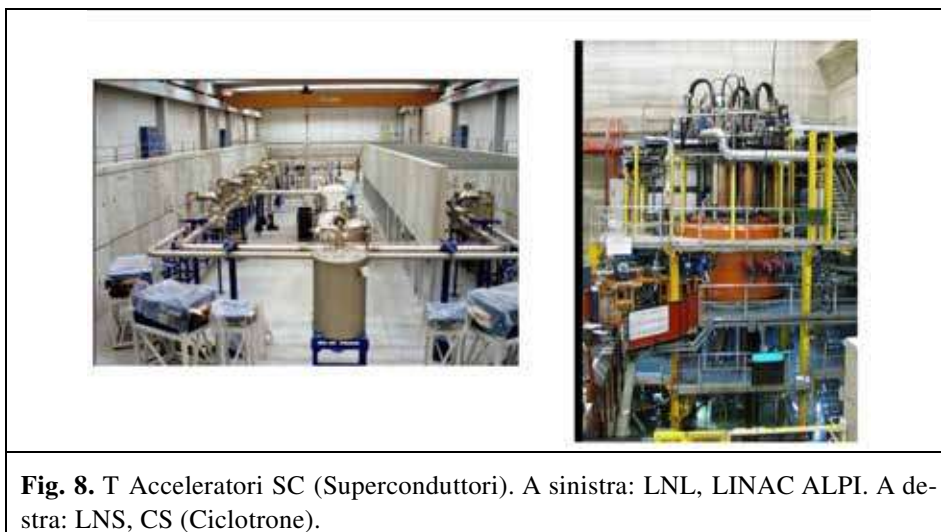 Fig. 8. T Acceleratori SC (Superconduttori). A sinistra: LNL, LINAC ALPI. A de-
stra: LNS, CS (Ciclotrone).